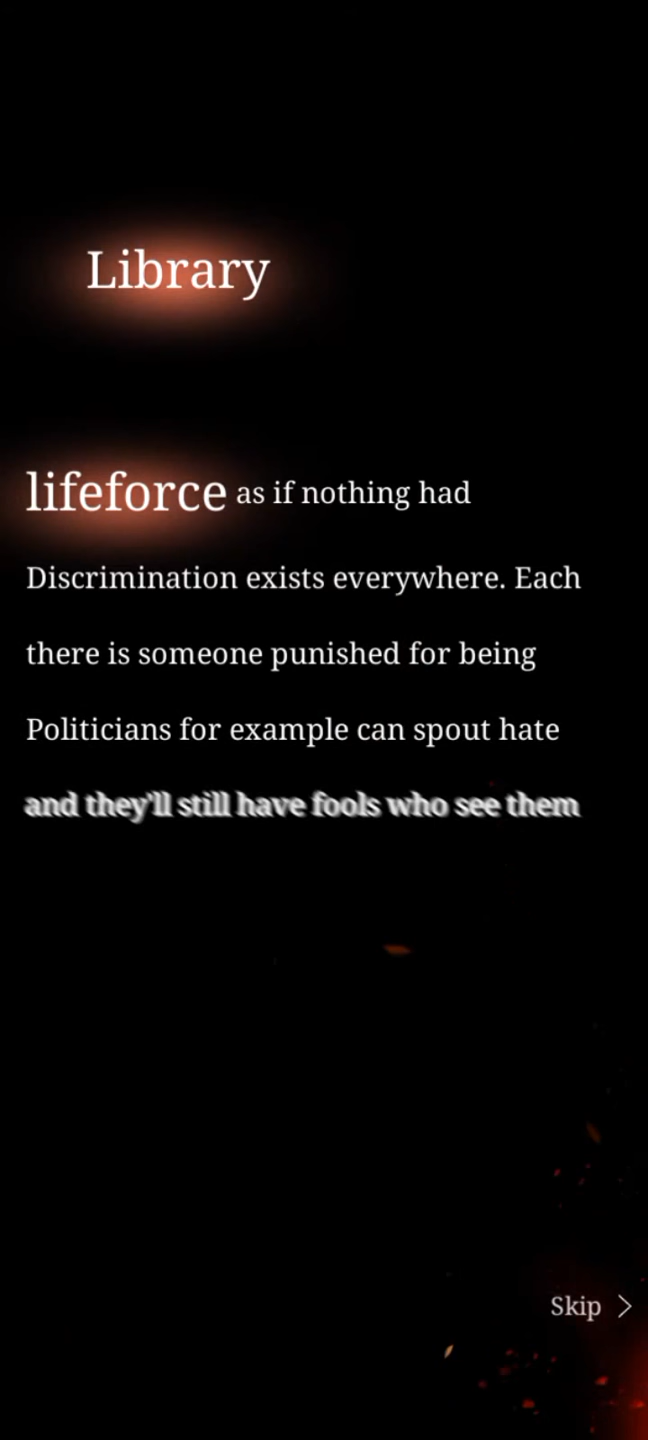 Library
lifeforce as if nothing had
Discrimination exists everywhere. Each
there is someone punished for being
Politicians for example can spout hate
and they'll still have fools who see them
Skip